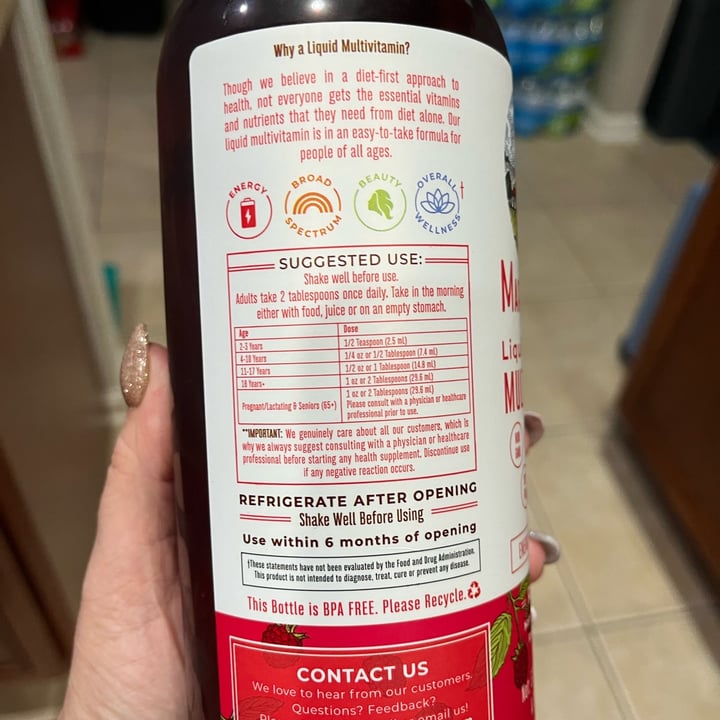 Why a Liquid Multivitamin?
Though we believe in a diet-first approach to
health, not everyone gets the essential vitamins
and nutrients that they need from diet alone. Our
liquid multivitamin is in an easy-to-take formula for
people of all ages.
ENERGY
BROAD SPECTRUM
BEAUTY
OVERALL WELLNESS†
SUGGESTED USE:
Shake well before use.
Adults take 2 tablespoons once daily. Take in the morning
either with food, juice or on an empty stomach.
Age Dose
2-3 Years 1/2 Teaspoon (2.5 ml)
4-10 Years 1/4 oz or 1/2 Tablespoon (7.4 ml)
11-17 Years 1/2 oz or 1 Tablespoon (14.8 ml)
18 Years+ 1 oz or 2 Tablespoons (29.6 ml)
Pregnant/Lactating & Seniors (65+) 1 oz or 2 Tablespoons (29.6 ml)
Please consult with a physician or healthcare
professional prior to use.
**IMPORTANT: We genuinely care about all our customers, which is
why we always suggest consulting with a physician or healthcare
professional before starting any health supplement. Discontinue use
if any negative reaction occurs.
REFRIGERATE AFTER OPENING
Shake Well Before Using
Use within 6 months of opening
†These statements have not been evaluated by the Food and Drug Administration.
This product is not intended to diagnose, treat, cure or prevent any disease.
This Bottle is BPA FREE. Please Recycle.
CONTACT US
We love to hear from our customers.
Questions? Feedback?
email us!
Ma
Liqu
MU